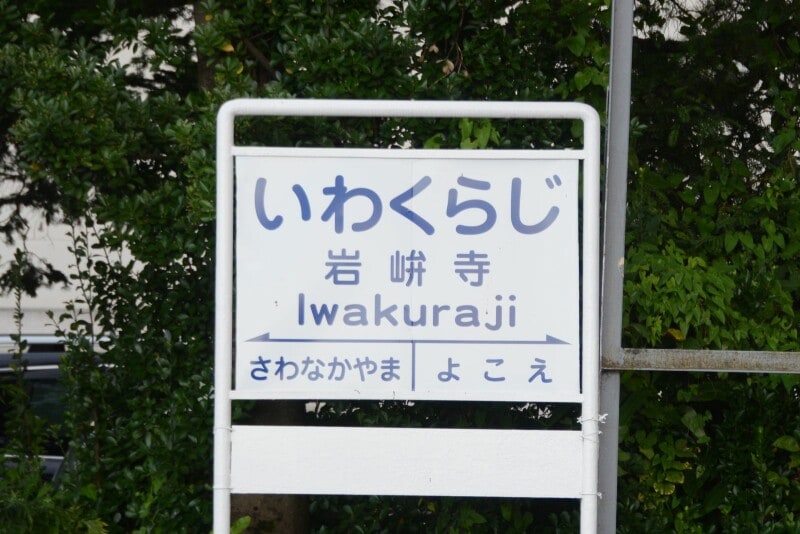 いわくらじ
岩峅寺
Iwakuraji
さわなかやま よこえ